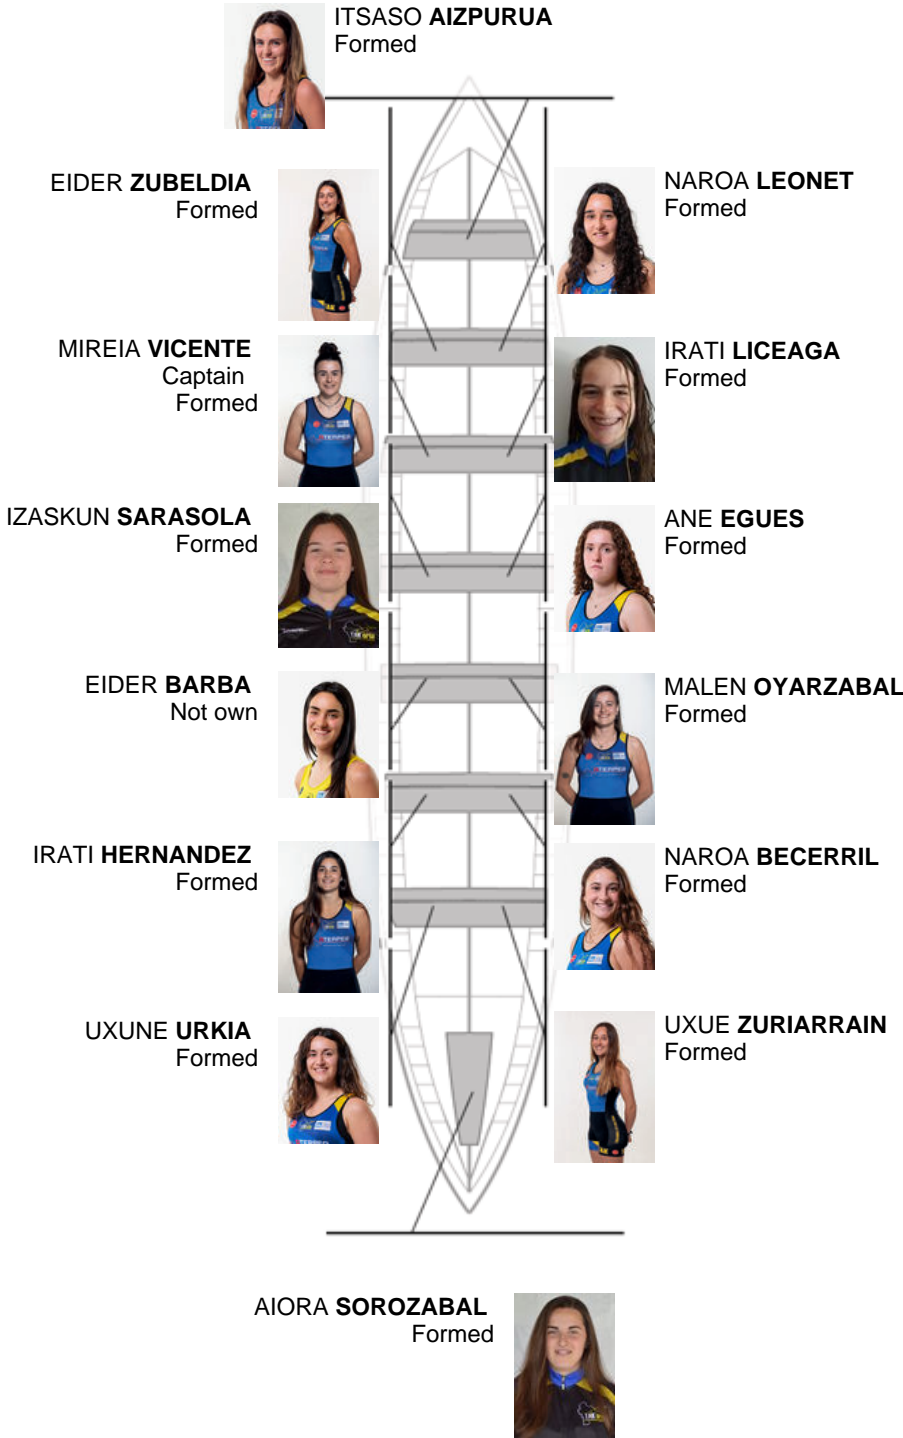 ITSASO AIZPURUA
Formed
EIDER ZUBELDIA
Formed
NAROA LEONET
Formed
MIREIA VICENTE
Captain
Formed
IRATI LICEAGA
Formed
IZASKUN SARASOLA
Formed
ANE EGUES
Formed
EIDER BARBA
Not own
MALEN OYARZABAL
Formed
IRATI HERNANDEZ
Formed
NAROA BECERRIL
Formed
UXUNE URKIA
Formed
UXUE ZURIARRAIN
Formed
AIORA SOROZABAL
Formed